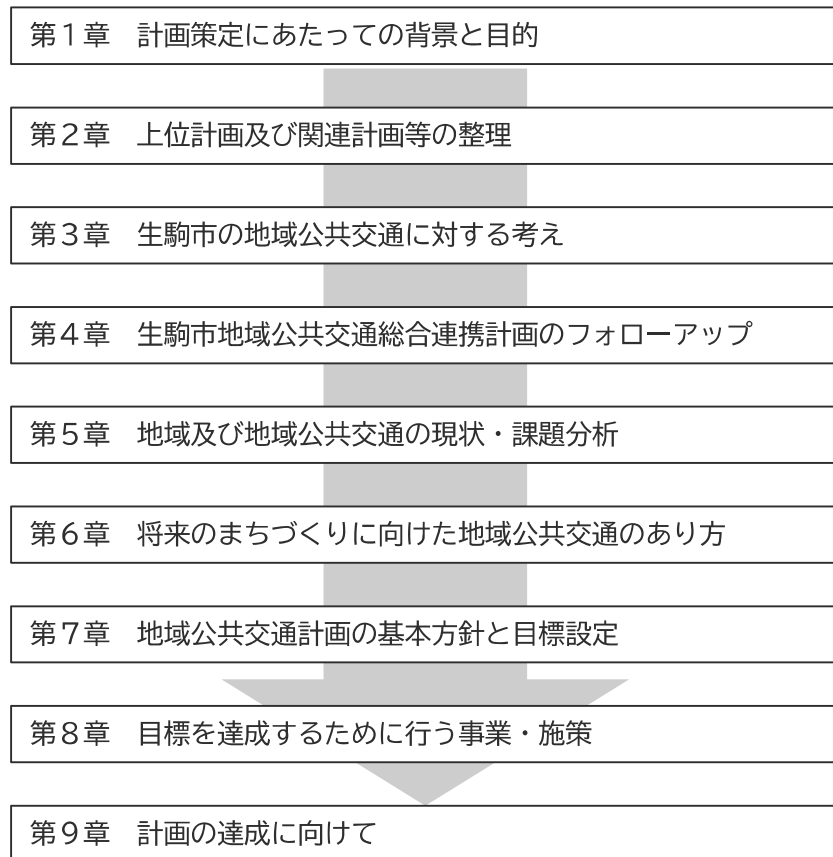 第1章　計画策定にあたっての背景と目的
第2章　上位計画及び関連計画等の整理
第3章　生駒市の地域公共交通に対する考え
第4章　生駒市地域公共交通総合連携計画のフォローアップ
第5章　地域及び地域公共交通の現状・課題分析
第6章　将来のまちづくりに向けた地域公共交通のあり方
第7章　地域公共交通計画の基本方針と目標設定
第8章　目標を達成するために行う事業・施策
第9章　計画の達成に向けて